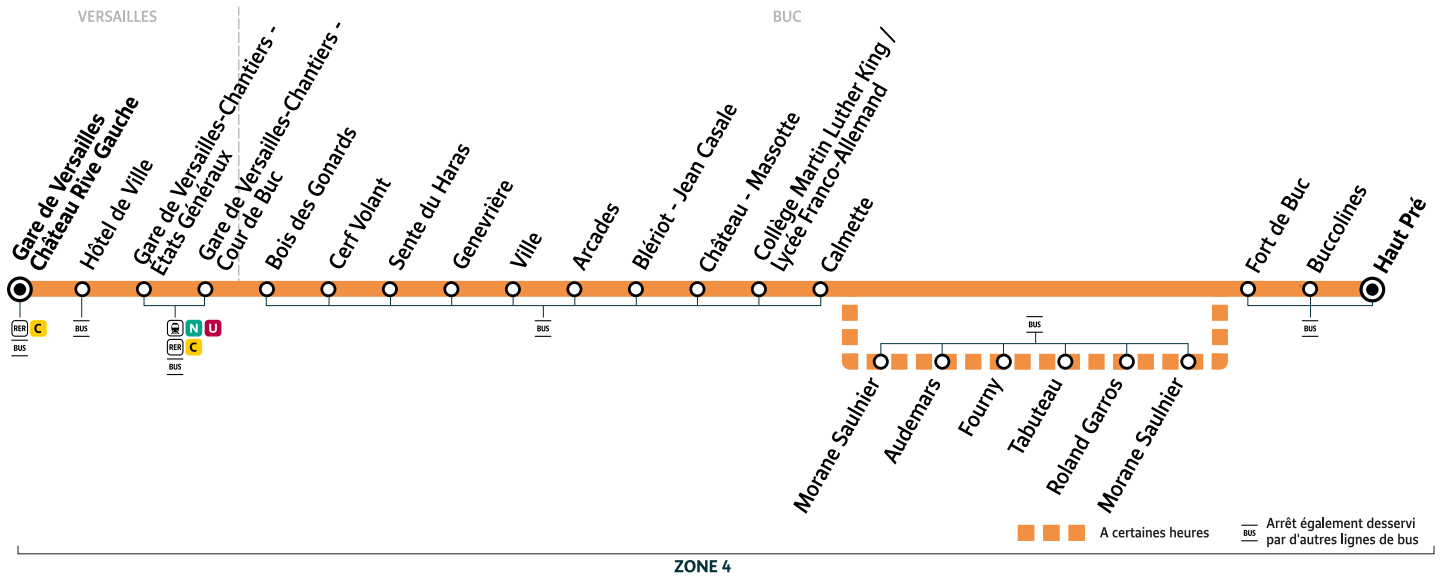 VERSAILLES
BUC
Gare de Versailles
Château Rive Gauche
Hôtel de Ville
Gare de Versailles-Chantiers -
États Généraux
Gare de Versailles-Chantiers -
Cour de Buc
Bois des Gonards
Cerf Volant
Sente du Haras
Genevrière
Ville
Arcades
Blériot - Jean Casale
Château - Massotte
Collège Martin Luther King /
Lycée Franco-Allemand
Calmette
Fort de Buc
Buccolines
Haut Pré
RER C
BUS
BUS
N U
RER C
BUS
BUS
BUS
BUS
Morane Saulnier
Audemars
Fourny
Tabuteau
Roland Garros
Morane Saulnier
A certaines heures
BUS
Arrêt également desservi
par d'autres lignes de bus
ZONE 4